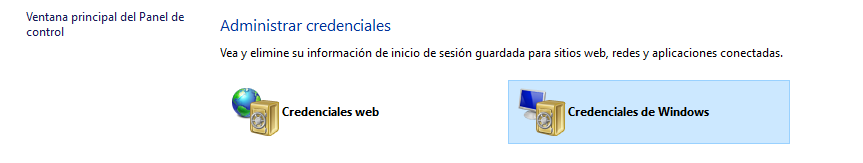 Ventana principal del Panel de
control
Administrar credenciales
Vea y elimine su información de inicio de sesión guardada para sitios web, redes y aplicaciones conectadas.
Credenciales web
Credenciales de Windows